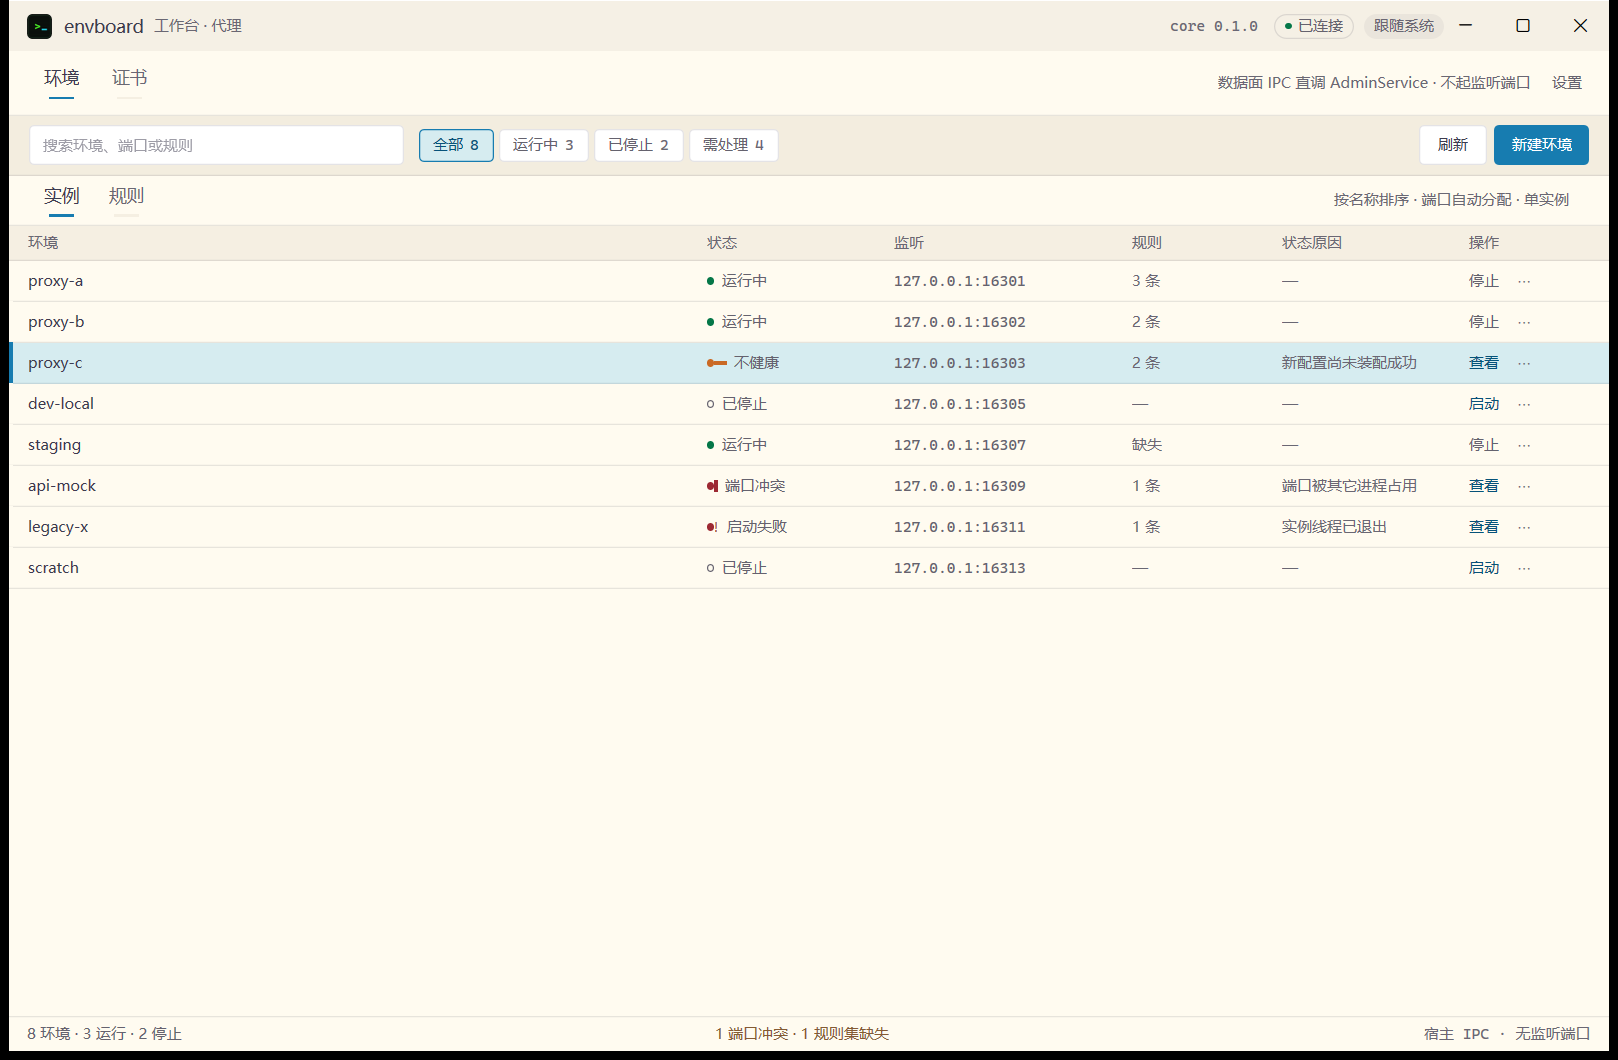 envboard 工作台 · 代理 core 0.1.0 已连接 跟随系统
环境 证书 数据面 IPC 直调 AdminService · 不起监听端口 设置
搜索环境、端口或规则 全部 8 运行中 3 已停止 2 需处理 4 刷新 新建环境
实例 规则 按名称排序 · 端口自动分配 · 单实例
环境 状态 监听 规则 状态原因 操作
proxy-a 运行中 127.0.0.1:16301 3 条 — 停止 ···
proxy-b 运行中 127.0.0.1:16302 2 条 — 停止 ···
proxy-c 不健康 127.0.0.1:16303 2 条 新配置尚未装配成功 查看 ···
dev-local 已停止 127.0.0.1:16305 — — 启动 ···
staging 运行中 127.0.0.1:16307 缺失 — 停止 ···
api-mock 端口冲突 127.0.0.1:16309 1 条 端口被其它进程占用 查看 ···
legacy-x ! 启动失败 127.0.0.1:16311 1 条 实例线程已退出 查看 ···
scratch 已停止 127.0.0.1:16313 — — 启动 ···
8 环境 · 3 运行 · 2 停止 1 端口冲突 · 1 规则集缺失 宿主 IPC · 无监听端口